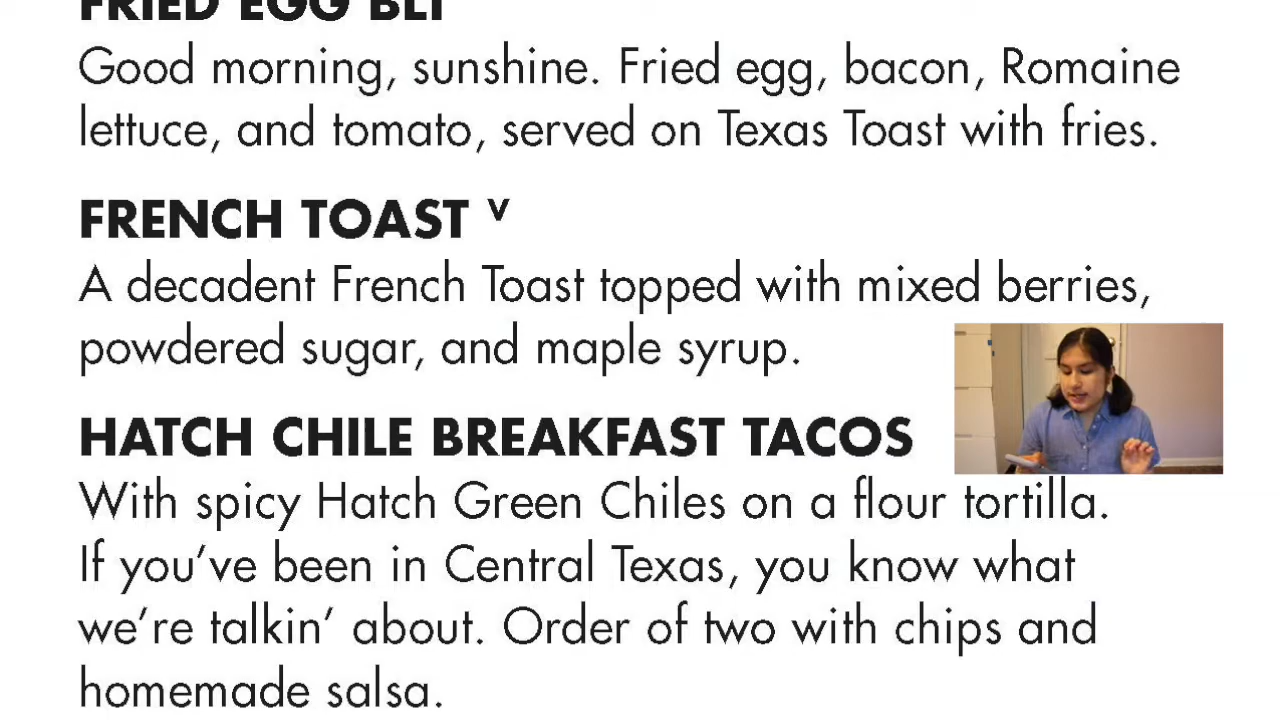 FRIED EGG BLT
Good morning, sunshine. Fried egg, bacon, Romaine
lettuce, and tomato, served on Texas Toast with fries.
FRENCH TOAST V
A decadent French Toast topped with mixed berries,
powdered sugar, and maple syrup.
HATCH CHILE BREAKFAST TACOS
With spicy Hatch Green Chiles on a flour tortilla.
If you’ve been in Central Texas, you know what
we’re talkin’ about. Order of two with chips and
homemade salsa.